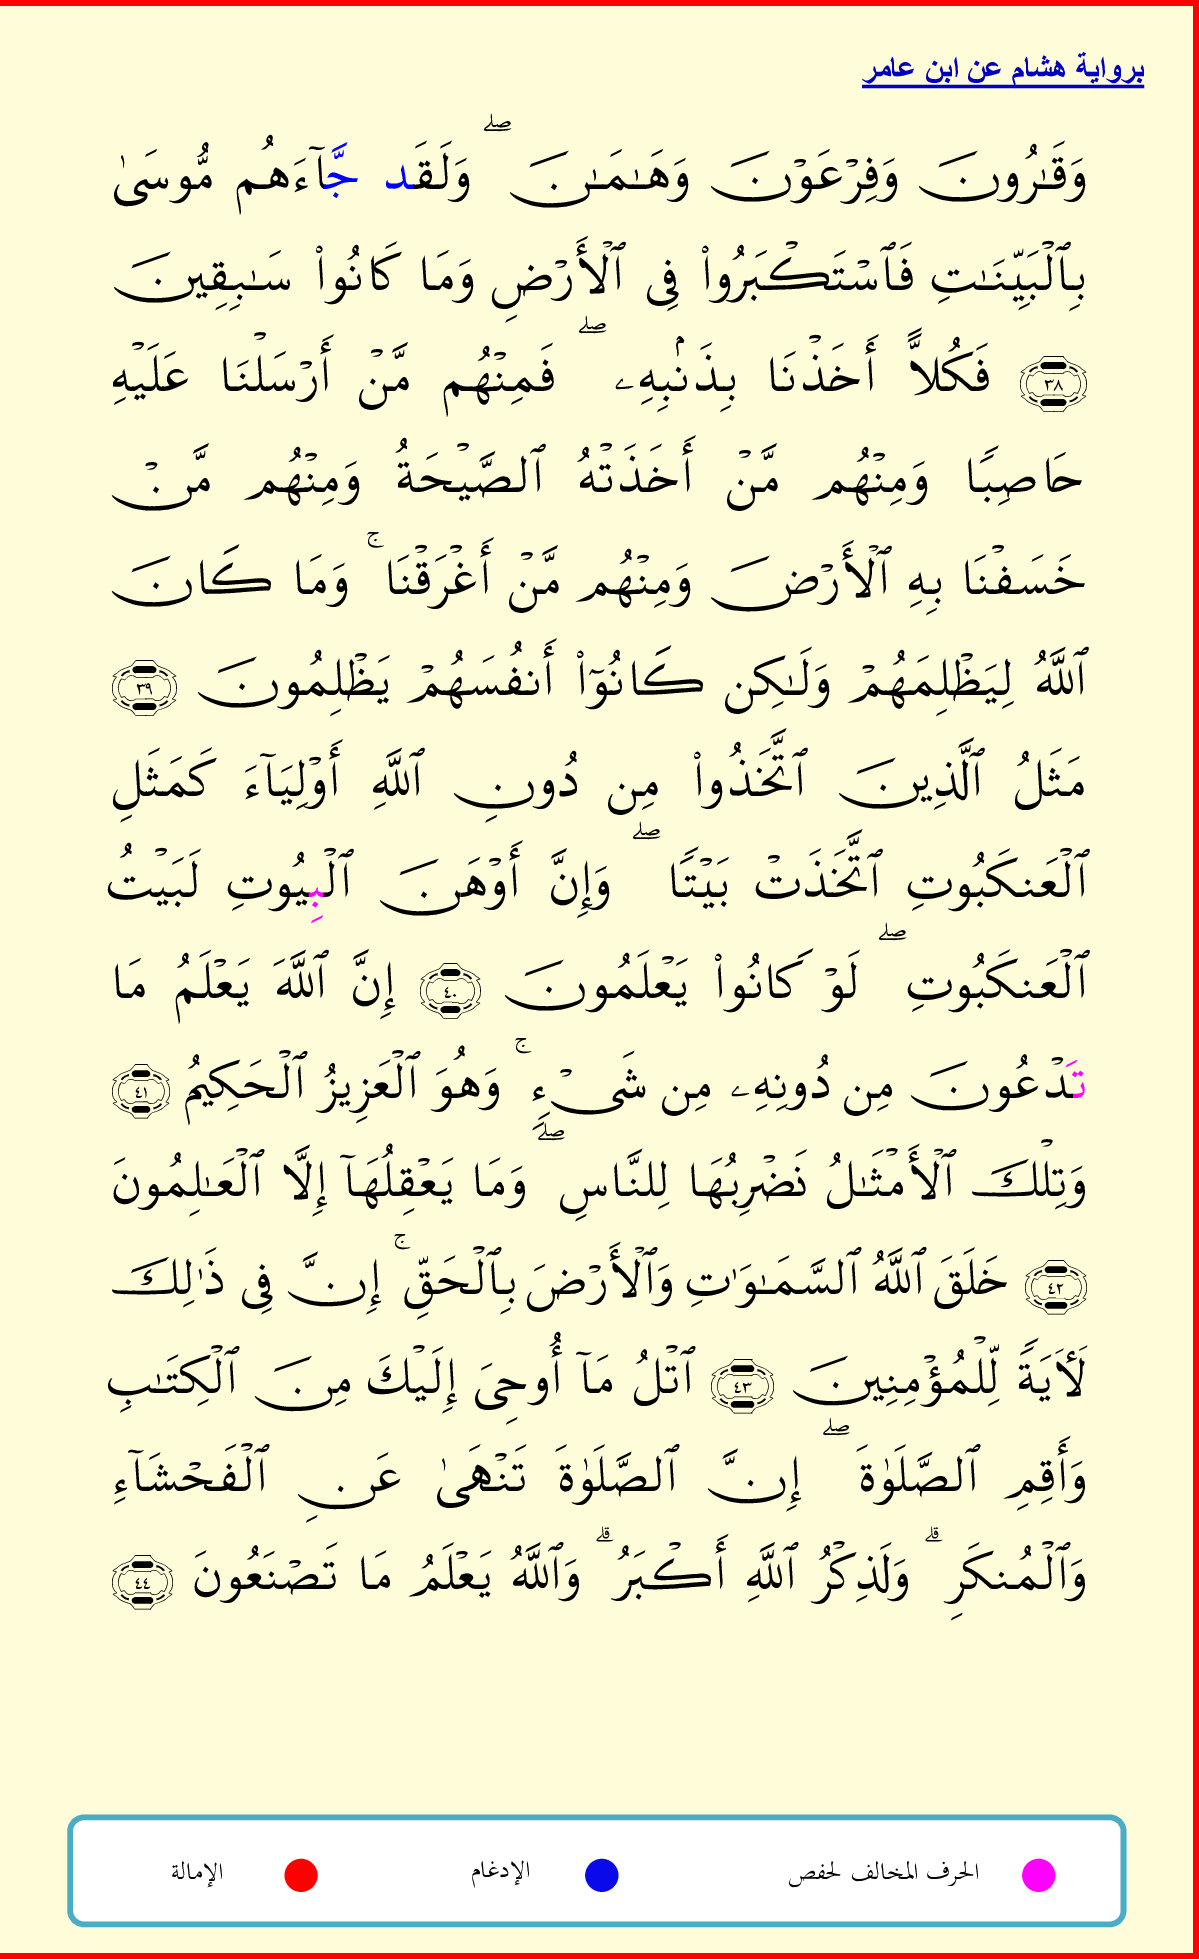 برواية هشام عن ابن عامر
وَقَـٰرُونَ وَفِرْعَوْنَ وَهَـٰمَـٰنَ ۖ وَلَقَد جَّآءَهُم مُّوسَىٰ
بِٱلْبَيِّنَـٰتِ فَٱسْتَكْبَرُوا۟ فِى ٱلْأَرْضِ وَمَا كَانُوا۟ سَـٰبِقِينَ
٣٨ فَكُلاًّ أَخَذْنَا بِذَنۢبِهِۦ ۖ فَمِنْهُم مَّنْ أَرْسَلْنَا عَلَيْهِ
حَاصِبًا وَمِنْهُم مَّنْ أَخَذَتْهُ ٱلصَّيْحَةُ وَمِنْهُم مَّنْ
خَسَفْنَا بِهِ ٱلْأَرْضَ وَمِنْهُم مَّنْ أَغْرَقْنَا ۚ وَمَا كَانَ
ٱللَّهُ لِيَظْلِمَهُمْ وَلَـٰكِن كَانُوٓا۟ أَنفُسَهُمْ يَظْلِمُونَ ٣٩
مَثَلُ ٱلَّذِينَ ٱتَّخَذُوا۟ مِن دُونِ ٱللَّهِ أَوْلِيَآءَ كَمَثَلِ
ٱلْعَنكَبُوتِ ٱتَّخَذَتْ بَيْتًا ۖ وَإِنَّ أَوْهَنَ ٱلْبِيُوتِ لَبَيْتُ
ٱلْعَنكَبُوتِ ۖ لَوْ كَانُوا۟ يَعْلَمُونَ ٤٠ إِنَّ ٱللَّهَ يَعْلَمُ مَا
تَدْعُونَ مِن دُونِهِۦ مِن شَىْءٍ ۚ وَهُوَ ٱلْعَزِيزُ ٱلْحَكِيمُ ٤١
وَتِلْكَ ٱلْأَمْثَـٰلُ نَضْرِبُهَا لِلنَّاسِ ۖ وَمَا يَعْقِلُهَآ إِلَّا ٱلْعَـٰلِمُونَ
٤٢ خَلَقَ ٱللَّهُ ٱلسَّمَـٰوَٰتِ وَٱلْأَرْضَ بِٱلْحَقِّ ۚ إِنَّ فِى ذَٰلِكَ
لَـَٔايَةً لِّلْمُؤْمِنِينَ ٤٣ ٱتْلُ مَآ أُوحِىَ إِلَيْكَ مِنَ ٱلْكِتَـٰبِ
وَأَقِمِ ٱلصَّلَوٰةَ ۖ إِنَّ ٱلصَّلَوٰةَ تَنْهَىٰ عَنِ ٱلْفَحْشَآءِ
وَٱلْمُنكَرِ ۗ وَلَذِكْرُ ٱللَّهِ أَكْبَرُ ۗ وَٱللَّهُ يَعْلَمُ مَا تَصْنَعُونَ ٤٤
الحرف المخالف لحفص الإدغام الإمالة